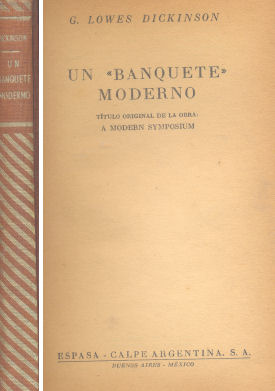 DICKINSON
UN
BANQUETE
MODERNO
G. LOWES DICKINSON
UN «BANQUETE»
MODERNO
TÍTULO ORIGINAL DE LA OBRA:
A MODERN SYMPOSIUM
ESPASA - CALPE ARGENTINA, S. A.
BUENOS AIRES - MÉXICO